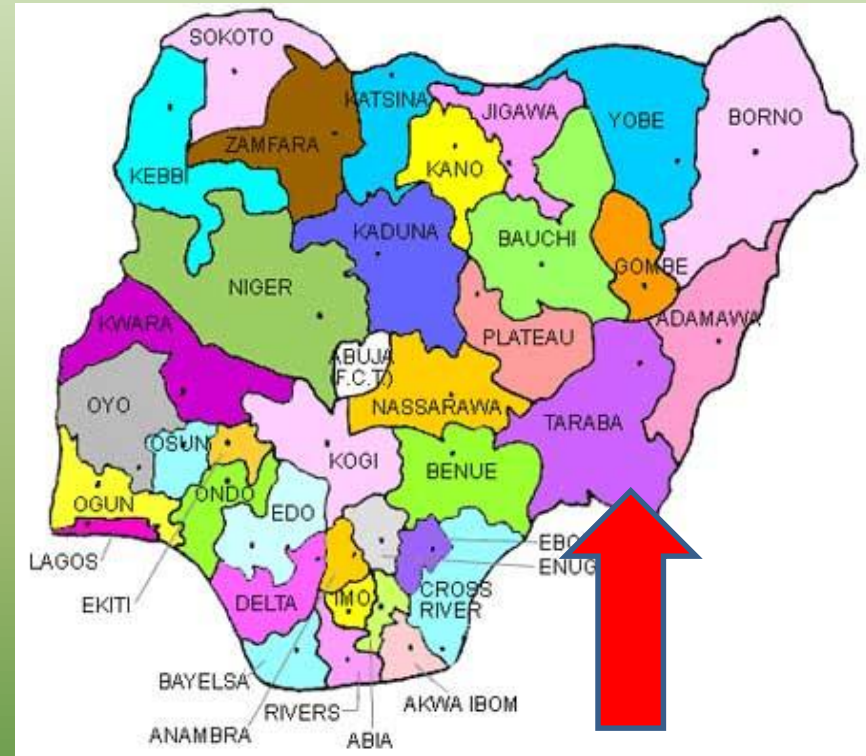 SOKOTO
KATSINA
JIGAWA
YOBE
BORNO
ZAMFARA
KANO
KEBBI
KADUNA
BAUCHI
GOMBE
NIGER
ADAMAWA
KWARA
PLATEAU
ABUJA
(F.C.T.)
OYO
NASSARAWA
TARABA
OSUN
KOGI
BENUE
OGUN
ONDO
EDO
LAGOS
EBO
ENUG
EKITI
DELTA
IMO
CROSS
RIVER
BAYELSA
RIVERS
AKWA IBOM
ANAMBRA
ABIA